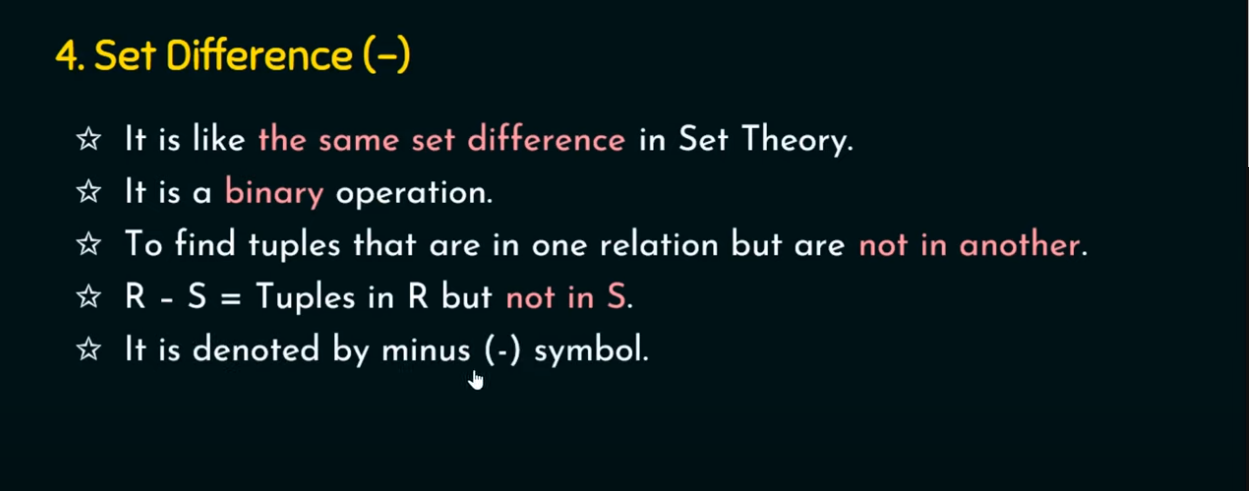 4. Set Difference (–)
☆ It is like the same set difference in Set Theory.
☆ It is a binary operation.
☆ To find tuples that are in one relation but are not in another.
☆ R – S = Tuples in R but not in S.
☆ It is denoted by minus (-) symbol.